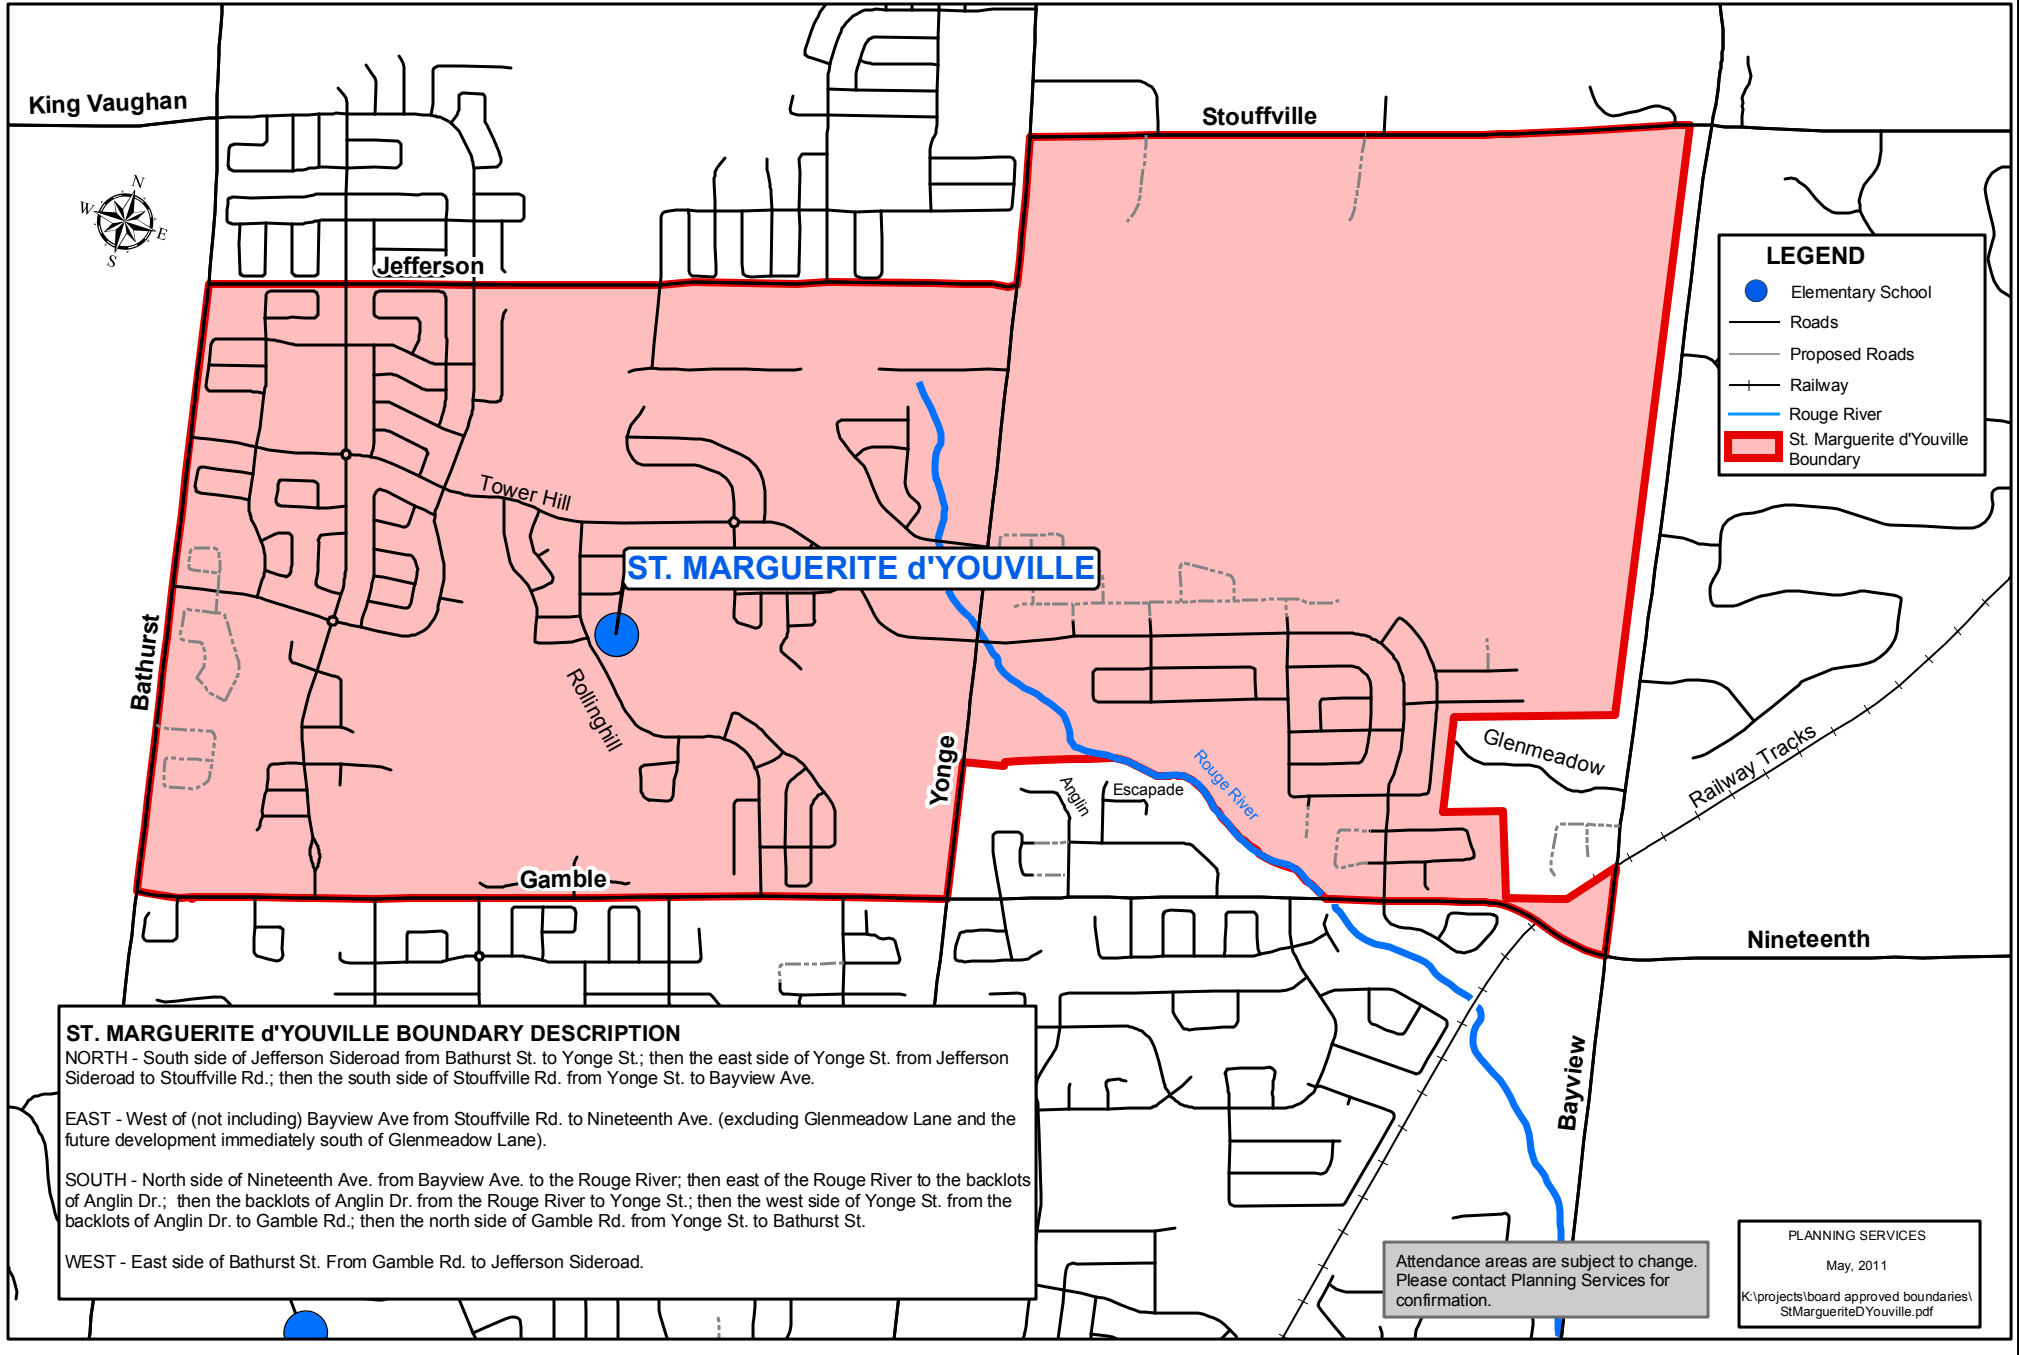 King Vaughan
Stouffville
N
W
E
S
Jefferson
LEGEND
Elementary School
Roads
Proposed Roads
Railway
Rouge River
St. Marguerite d'Youville
Boundary
Tower Hill
ST. MARGUERITE d'YOUVILLE
Bathurst
Rollinghill
Yonge
Glenmeadow
Railway Tracks
Rouge River
Anglin
Escapade
Gamble
Nineteenth
Bayview
ST. MARGUERITE d'YOUVILLE BOUNDARY DESCRIPTION
NORTH - South side of Jefferson Sideroad from Bathurst St. to Yonge St.; then the east side of Yonge St. from Jefferson
Sideroad to Stouffville Rd.; then the south side of Stouffville Rd. from Yonge St. to Bayview Ave.
EAST - West of (not including) Bayview Ave from Stouffville Rd. to Nineteenth Ave. (excluding Glenmeadow Lane and the
future development immediately south of Glenmeadow Lane).
SOUTH - North side of Nineteenth Ave. from Bayview Ave. to the Rouge River; then east of the Rouge River to the backlots
of Anglin Dr.; then the backlots of Anglin Dr. from the Rouge River to Yonge St.; then the west side of Yonge St. from the
backlots of Anglin Dr. to Gamble Rd.; then the north side of Gamble Rd. from Yonge St. to Bathurst St.
WEST - East side of Bathurst St. From Gamble Rd. to Jefferson Sideroad.
Attendance areas are subject to change.
Please contact Planning Services for
confirmation.
PLANNING SERVICES
May, 2011
K:\projects\board approved boundaries\
StMargueriteDYouville.pdf